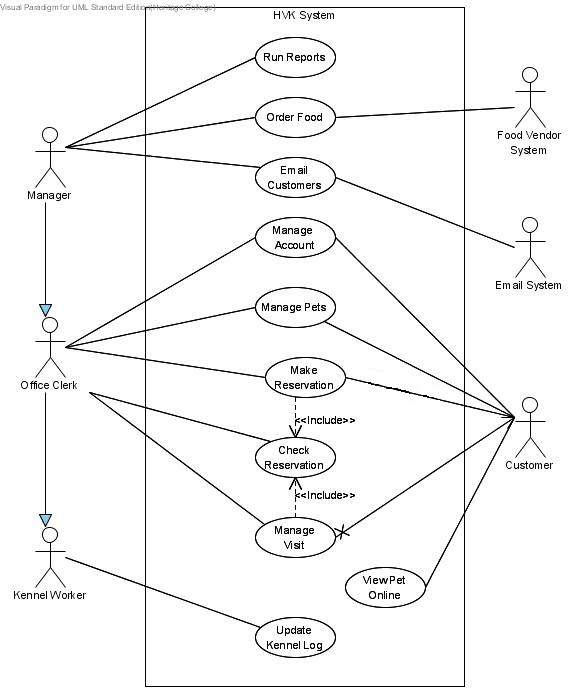 Visual Paradigm for UML Standard Edition(Heritage College)
HVK System
Run Reports
Order Food
Food Vendor
System
Email
Customers
Manager
Manage
Account
Email System
Manage Pets
Make
Reservation
Office Clerk
<<Include>>
Check
Reservation
Customer
<<Include>>
Manage
Visit
ViewPet
Online
Kennel Worker
Update
Kennel Log